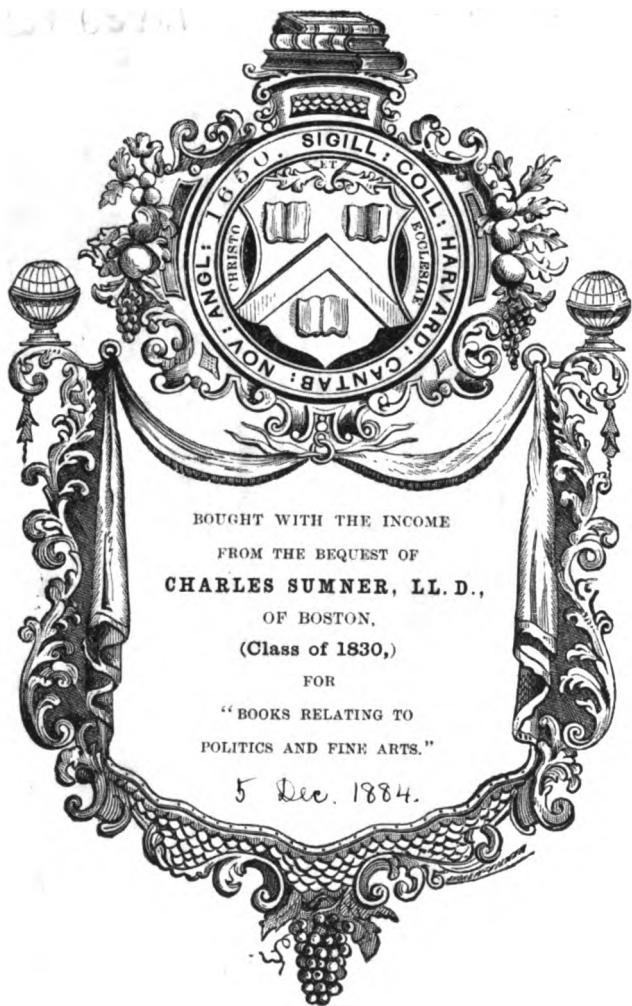 SIGILL: COLL: HARVARD: CANTAB: NOV: ANGL: 1650.
ET
CHRISTO
ECCLESIAE
BOUGHT WITH THE INCOME
FROM THE BEQUEST OF
CHARLES SUMNER, LL. D.,
OF BOSTON,
(Class of 1830,)
FOR
"BOOKS RELATING TO
POLITICS AND FINE ARTS."
5 Dec. 1884.